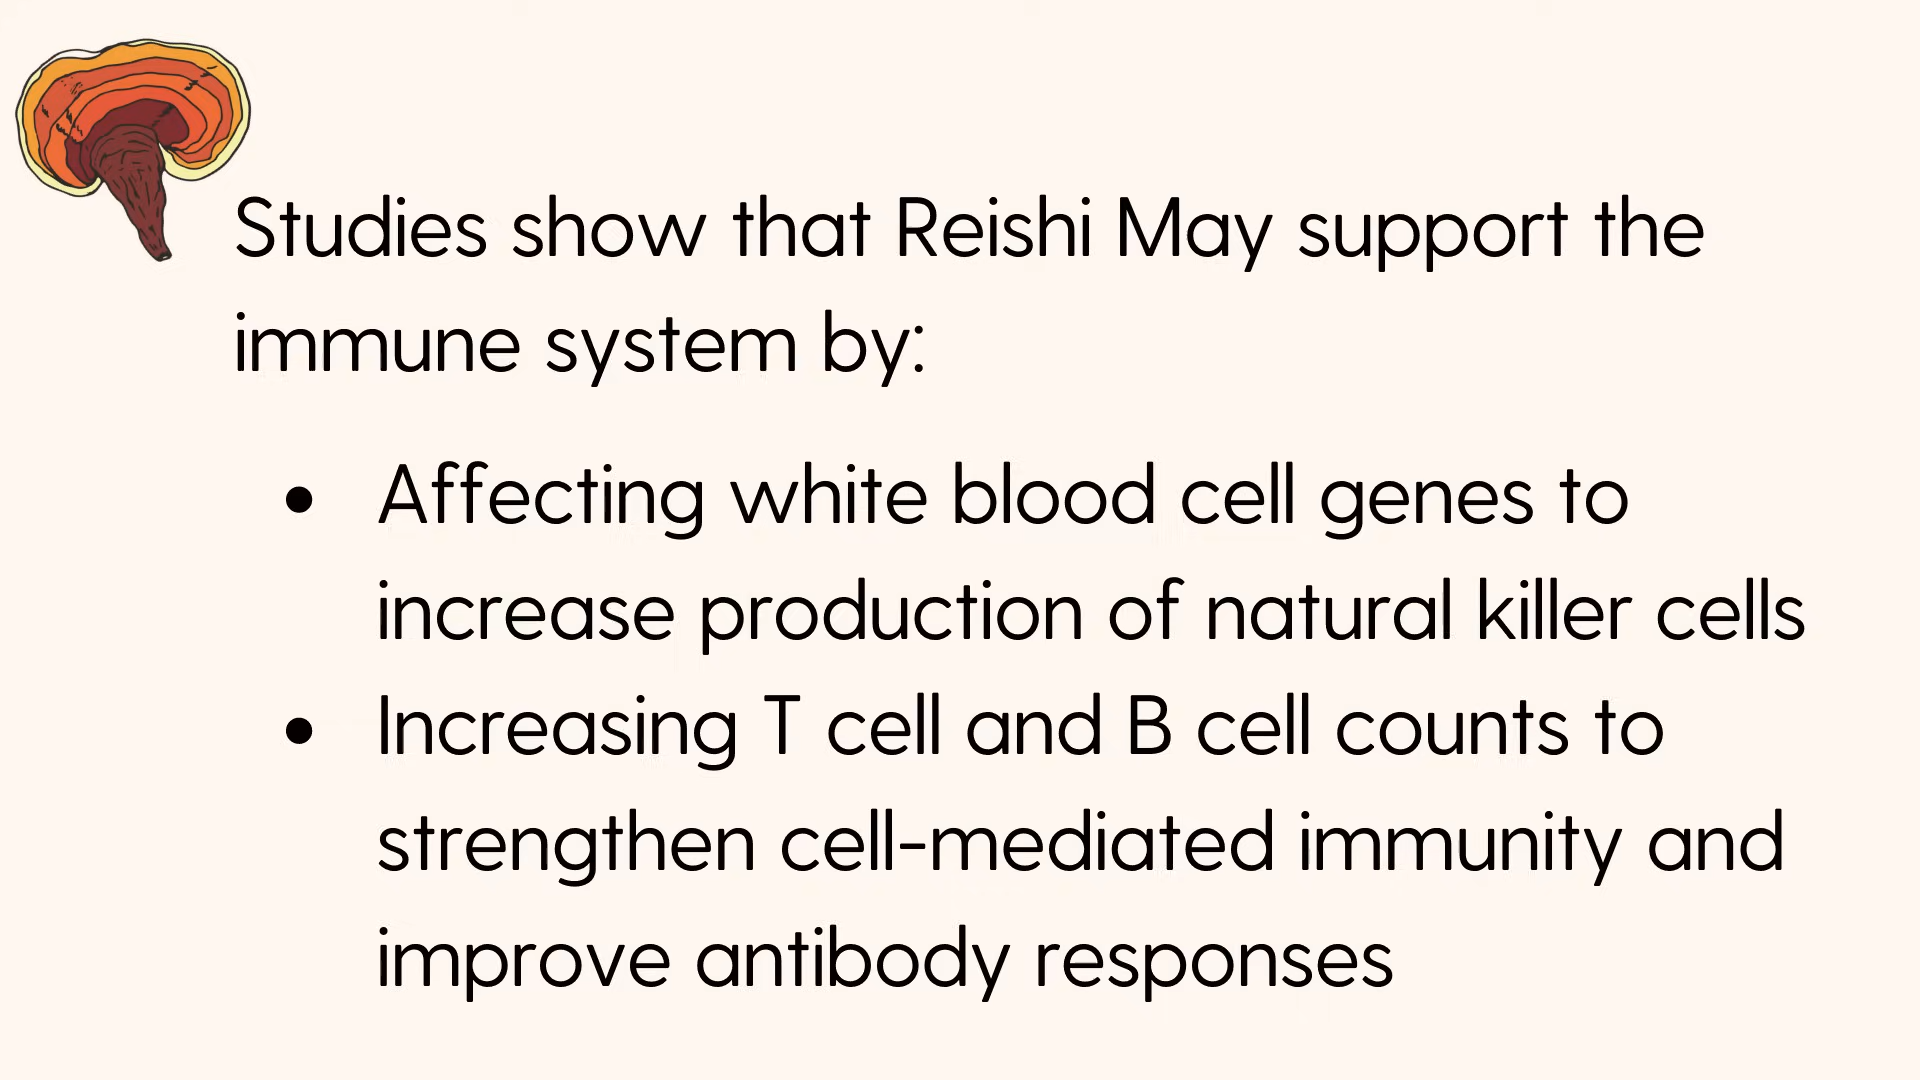 Studies show that Reishi May support the
immune system by:
• Affecting white blood cell genes to
increase production of natural killer cells
• Increasing T cell and B cell counts to
strengthen cell-mediated immunity and
improve antibody responses